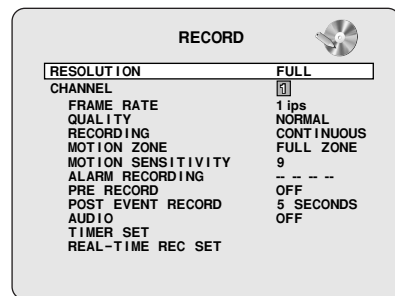 RECORD
RESOLUTION FULL
CHANNEL 1
FRAME RATE 1 ips
QUALITY NORMAL
RECORDING CONTINUOUS
MOTION ZONE FULL ZONE
MOTION SENSITIVITY 9
ALARM RECORDING -- -- -- --
PRE RECORD OFF
POST EVENT RECORD 5 SECONDS
AUDIO OFF
TIMER SET
REAL-TIME REC SET